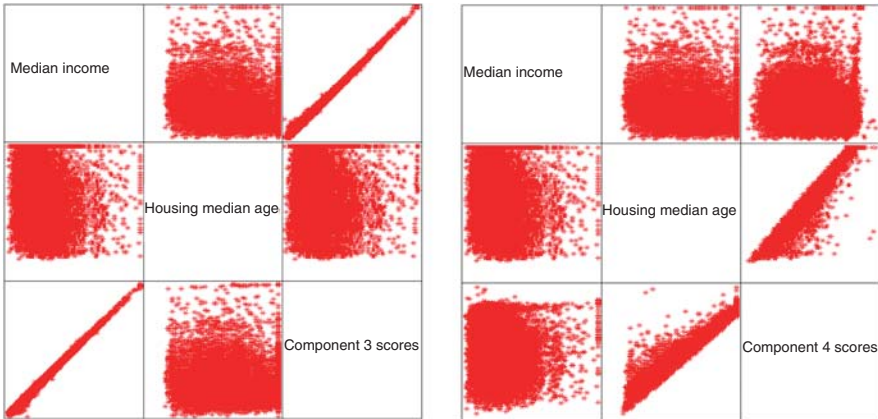 Median income
Housing median age
Component 3 scores
Median income
Housing median age
Component 4 scores